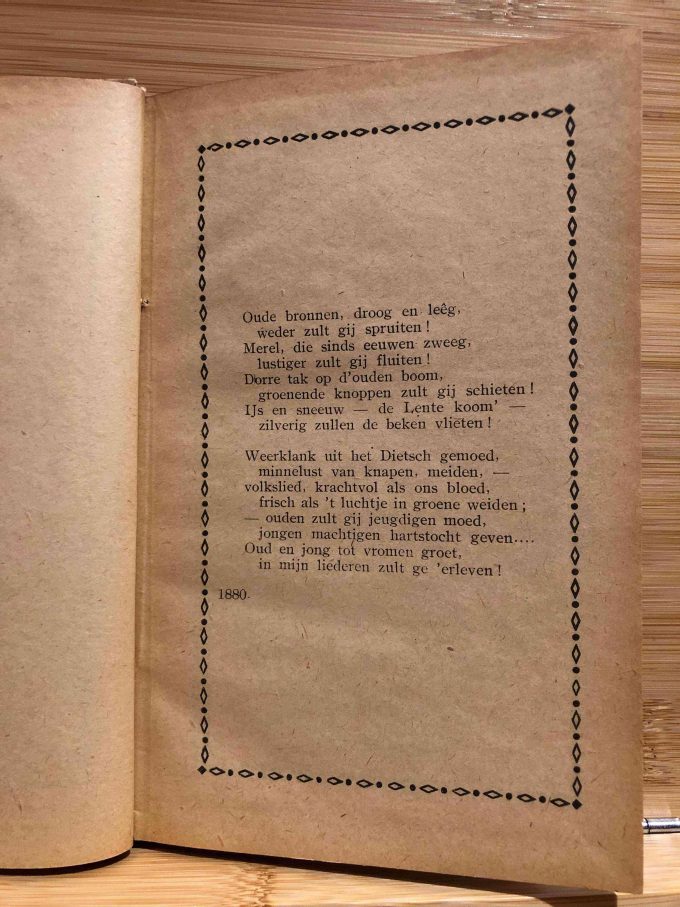 Oude bronnen, droog en leêg,
weder zult gij spruiten !
Merel, die sinds eeuwen zweeg,
lustiger zult gij fluiten !
Dorre tak op d'ouden boom,
groenende knoppen zult gij schieten !
IJs en sneeuw — de Lente koom' —
zilverig zullen de beken vlieten !
Weerklank uit het Dietsch gemoed,
minnelust van knapen, meiden, —
volkslied, krachtvol als ons bloed,
frisch als 't luchtje in groene weiden ;
— ouden zult gij jeugdigen moed,
jongen machtigen hartstocht geven....
Oud en jong tot vromen groet,
in mijn liederen zult ge 'erleven !
1880.